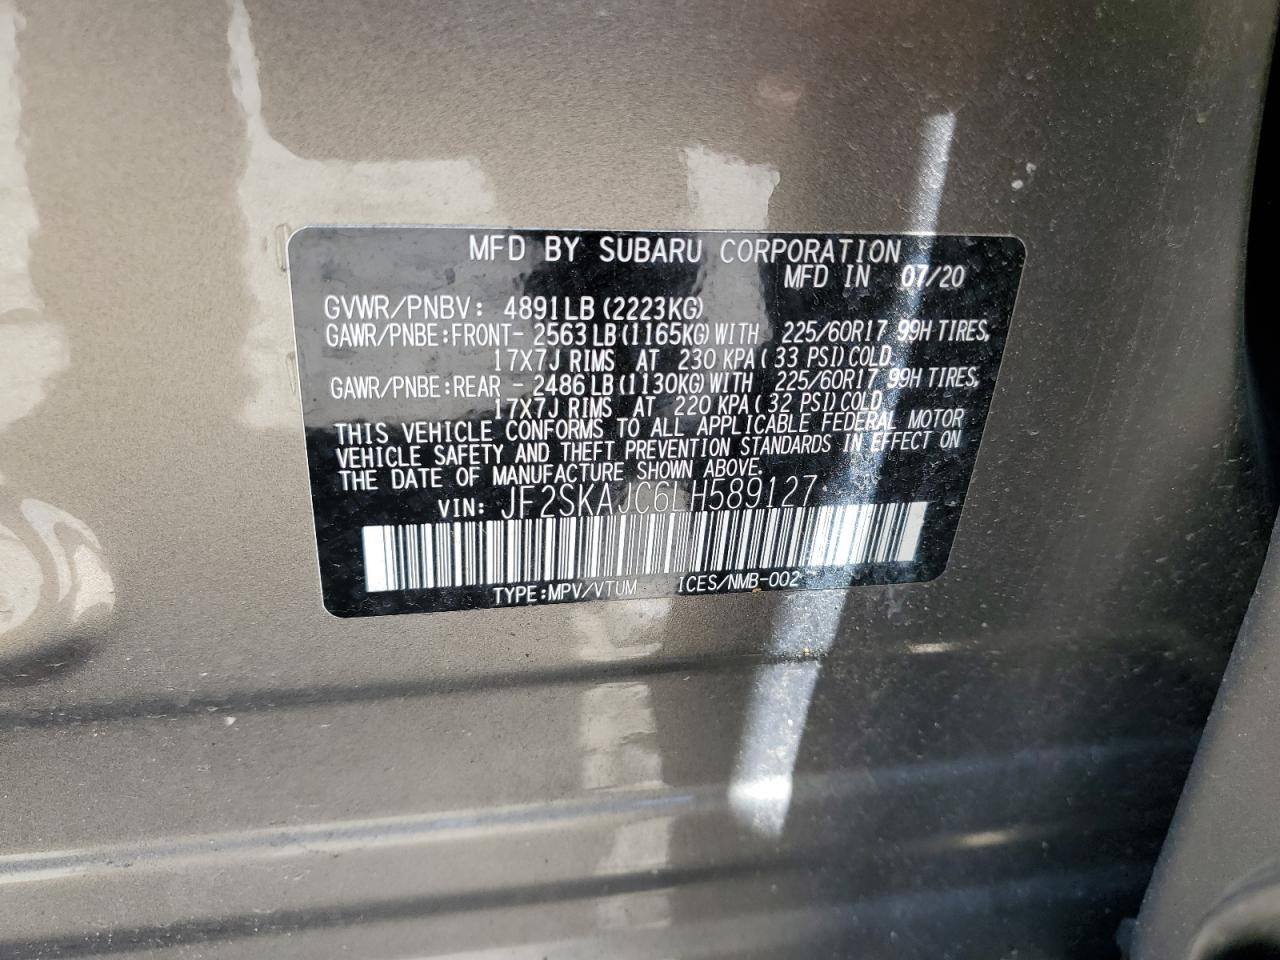 MFD BY SUBARU CORPORATION
MFD IN 07/20
GVWR/PNBV: 4891LB (2223KG)
GAWR/PNBE:FRONT- 2563LB (1165KG) WITH 225/60R17 99H TIRES,
17X7J RIMS AT 230 KPA ( 33 PSI) COLD.
GAWR/PNBE:REAR - 2486LB (1130KG) WITH 225/60R17 99H TIRES,
17X7J RIMS AT 220 KPA ( 32 PSI) COLD.
THIS VEHICLE CONFORMS TO ALL APPLICABLE FEDERAL MOTOR
VEHICLE SAFETY AND THEFT PREVENTION STANDARDS IN EFFECT ON
THE DATE OF MANUFACTURE SHOWN ABOVE.
VIN: JF2SKAJC6LH589127
TYPE:MPV/VTUM ICES/NMB-002